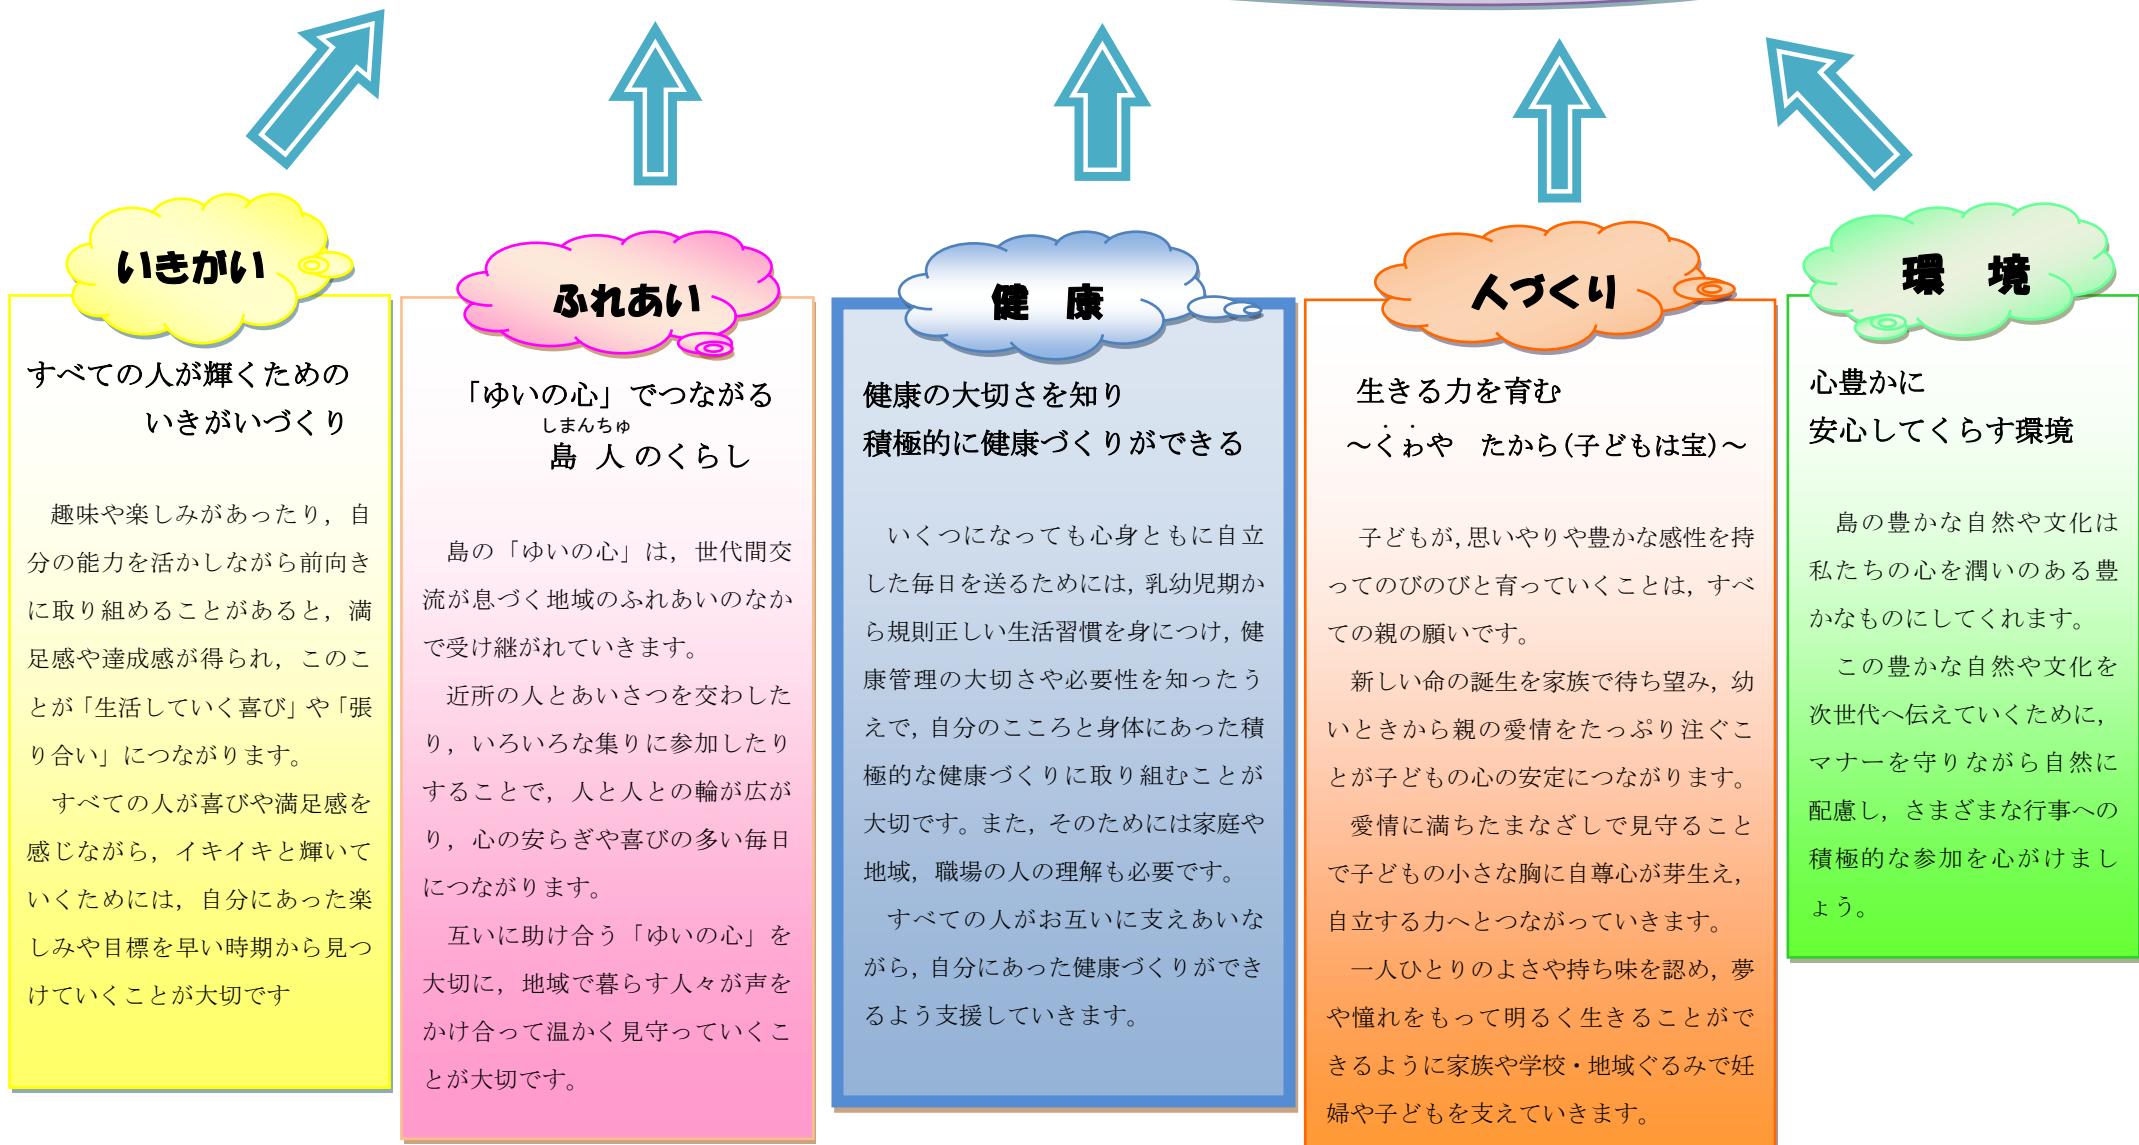 いきがい
すべての人が輝くための
いきがいづくり
趣味や楽しみがあったり，自
分の能力を活かしながら前向き
に取り組めることがあると，満
足感や達成感が得られ，このこ
とが「生活していく喜び」や「張
り合い」につながります。
すべての人が喜びや満足感を
感じながら，イキイキと輝いて
いくためには，自分にあった楽
しみや目標を早い時期から見つ
けていくことが大切です
ふれあい
「ゆいの心」でつながる
しまんちゅ
島 人 のくらし
島の「ゆいの心」は，世代間交
流が息づく地域のふれあいのなか
で受け継がれていきます。
近所の人とあいさつを交わした
り，いろいろな集りに参加したり
することで，人と人との輪が広が
り，心の安らぎや喜びの多い毎日
につながります。
互いに助け合う「ゆいの心」を
大切に，地域で暮らす人々が声を
かけ合って温かく見守っていくこ
とが大切です。
健　康
健康の大切さを知り
積極的に健康づくりができる
いくつになっても心身ともに自立
した毎日を送るためには，乳幼児期か
ら規則正しい生活習慣を身につけ，健
康管理の大切さや必要性を知ったう
えで，自分のこころと身体にあった積
極的な健康づくりに取り組むことが
大切です。また，そのためには家庭や
地域，職場の人の理解も必要です。
すべての人がお互いに支えあいな
がら，自分にあった健康づくりができ
るよう支援していきます。
人づくり
生きる力を育む
～くゎや　たから(子どもは宝)～
子どもが，思いやりや豊かな感性を持
ってのびのびと育っていくことは，すべ
ての親の願いです。
新しい命の誕生を家族で待ち望み，幼
いときから親の愛情をたっぷり注ぐこ
とが子どもの心の安定につながります。
愛情に満ちたまなざしで見守ること
で子どもの小さな胸に自尊心が芽生え，
自立する力へとつながっていきます。
一人ひとりのよさや持ち味を認め，夢
や憧れをもって明るく生きることがで
きるように家族や学校・地域ぐるみで妊
婦や子どもを支えていきます。
環　境
心豊かに
安心してくらす環境
島の豊かな自然や文化は
私たちの心を潤いのある豊
かなものにしてくれます。
この豊かな自然や文化を
次世代へ伝えていくために，
マナーを守りながら自然に
配慮し，さまざまな行事への
積極的な参加を心がけまし
ょう。